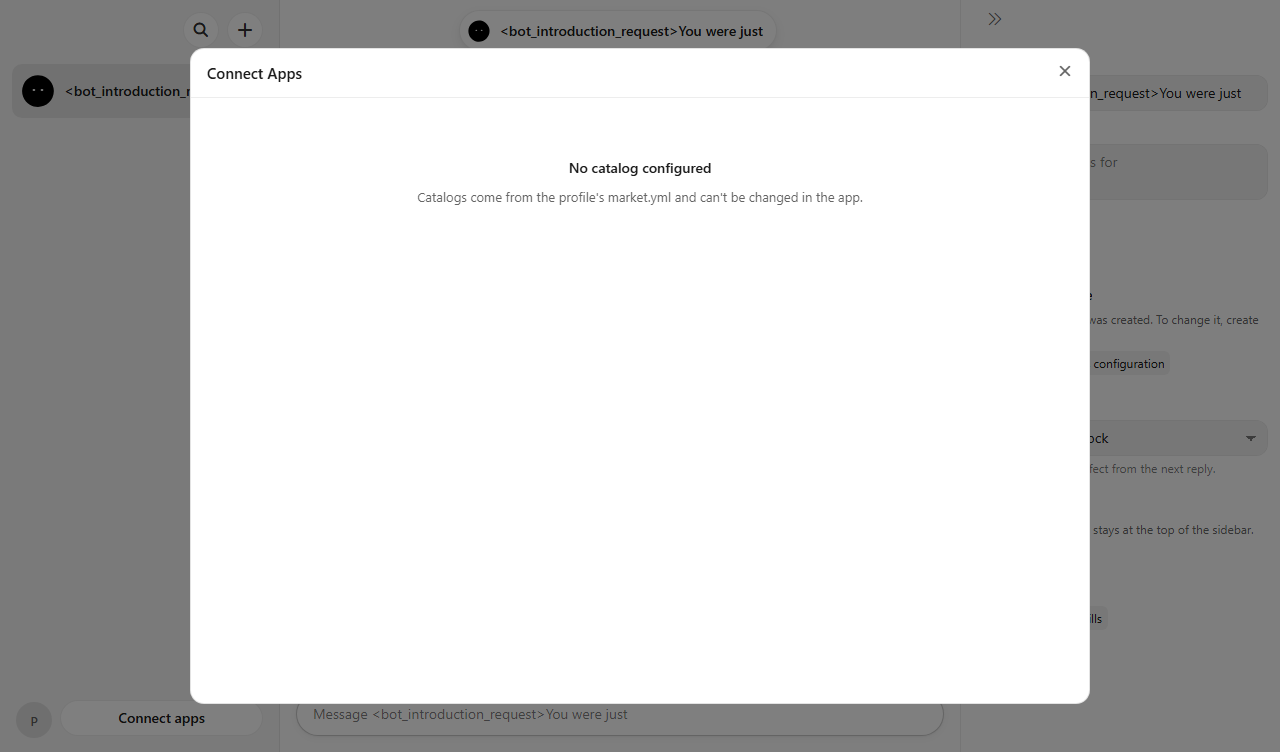 <bot_introduction_request>You were just
<bot_introduction_r
Connect Apps
No catalog configured
Catalogs come from the profile's market.yml and can't be changed in the app.
n_request>You were just
s for
was created. To change it, create
configuration
ock
fect from the next reply.
stays at the top of the sidebar.
ills
P
Connect apps
Message <bot_introduction_request>You were just